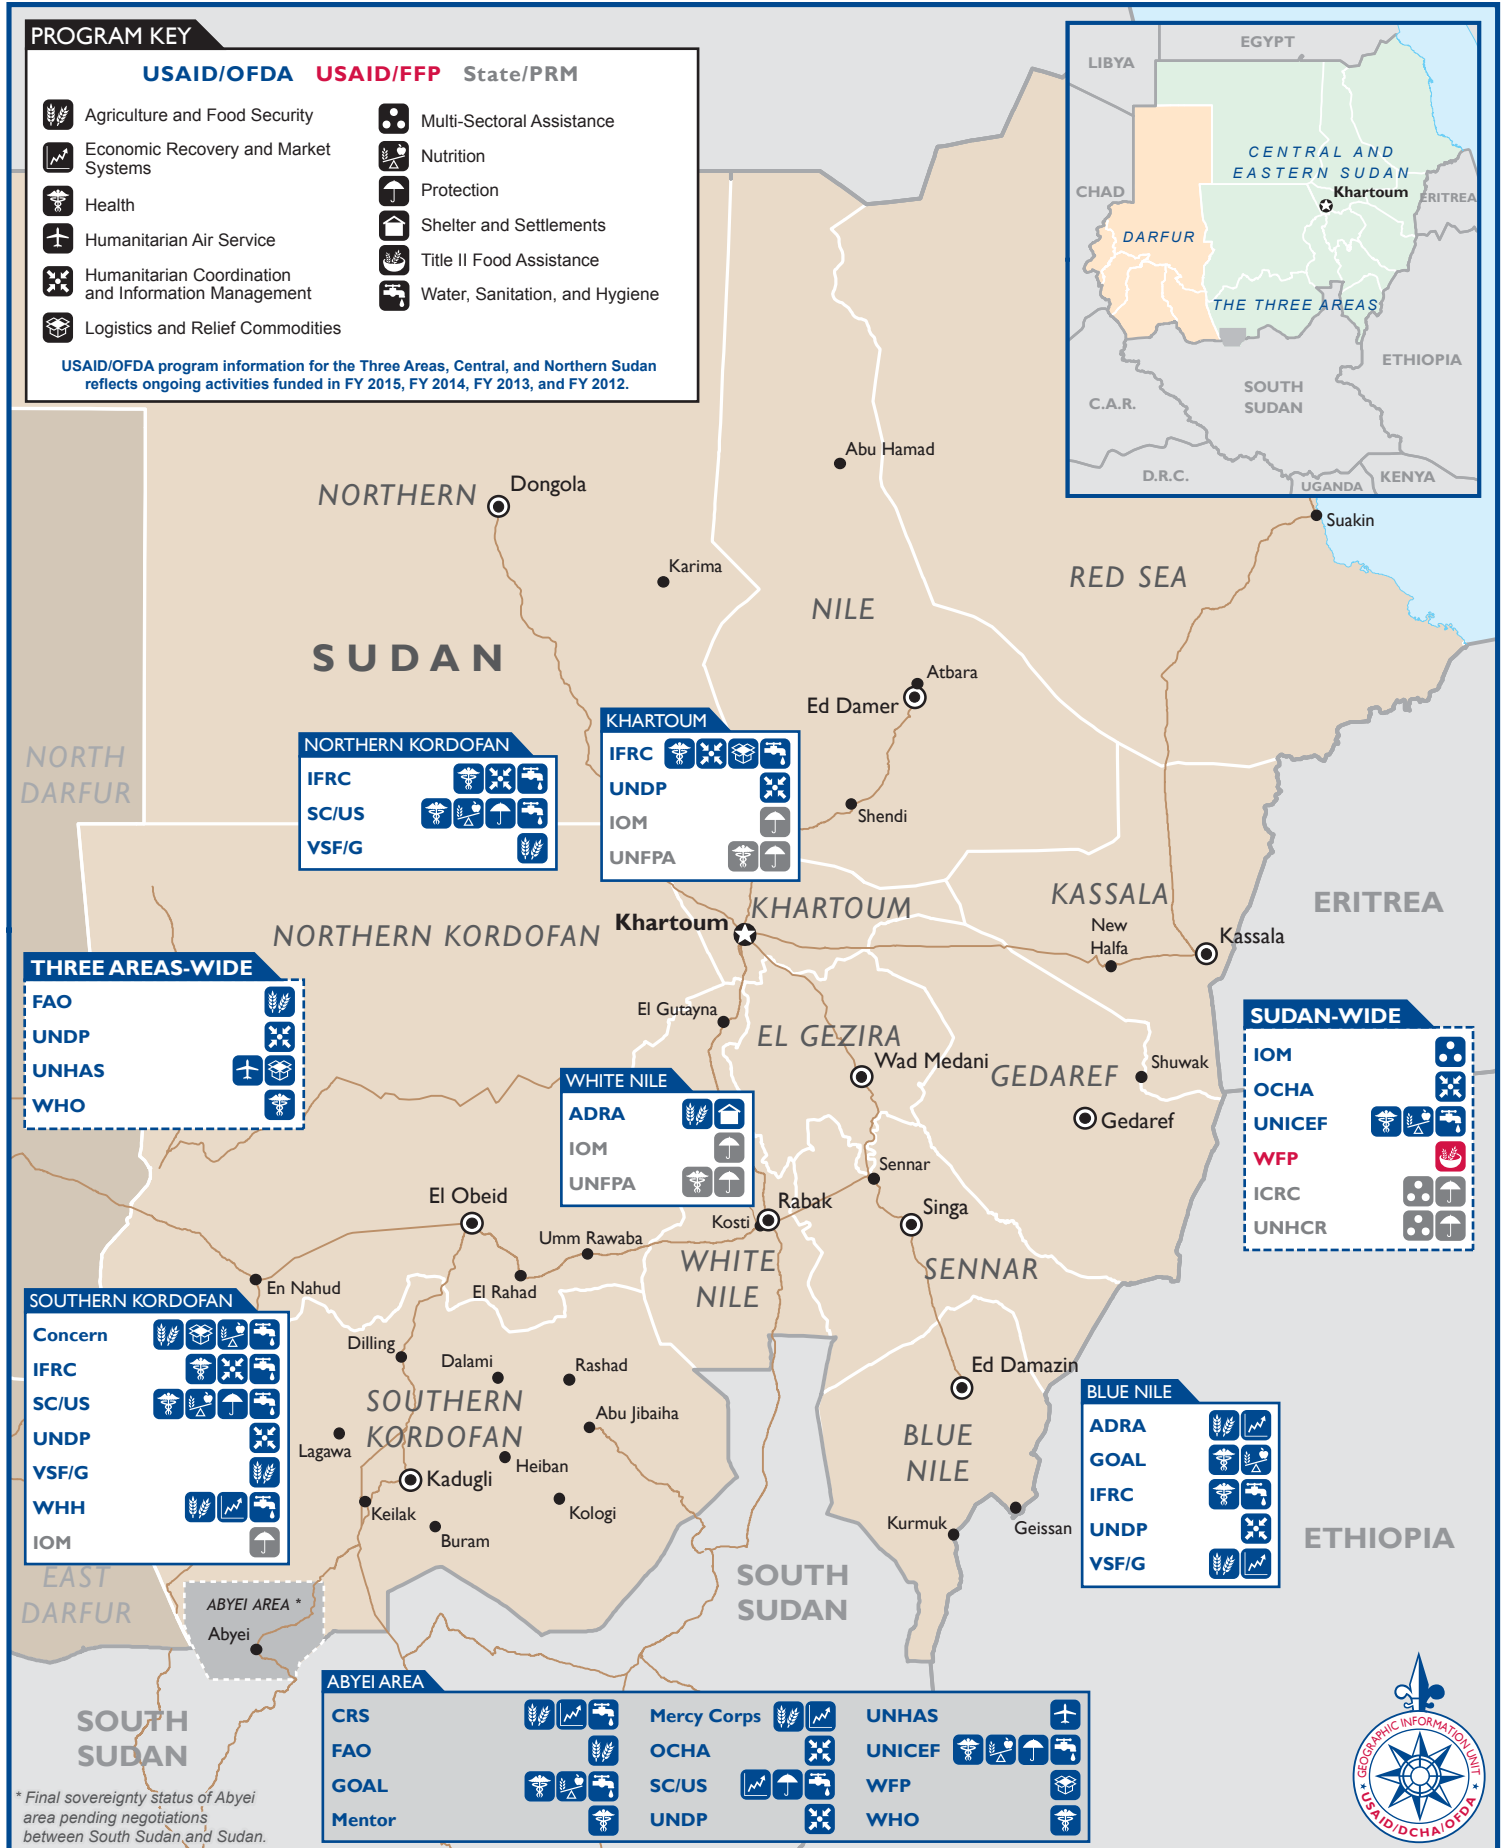 PROGRAM KEY
USAID/OFDA USAID/FFP State/PRM
Agriculture and Food Security
Economic Recovery and Market
Systems
Health
Humanitarian Air Service
Humanitarian Coordination
and Information Management
Logistics and Relief Commodities
Multi-Sectoral Assistance
Nutrition
Protection
Shelter and Settlements
Title II Food Assistance
Water, Sanitation, and Hygiene
USAID/OFDA program information for the Three Areas, Central, and Northern Sudan
reflects ongoing activities funded in FY 2015, FY 2014, FY 2013, and FY 2012.
EGYPT
LIBYA
CENTRAL AND
EASTERN SUDAN
CHAD
Khartoum
ERITREA
DARFUR
THE THREE AREAS
ETHIOPIA
SOUTH
SUDAN
C.A.R.
D.R.C.
UGANDA
KENYA
Abu Hamad
NORTHERN
Dongola
Suakin
Karima
RED SEA
NILE
SUDAN
Atbara
Ed Damer
NORTH
DARFUR
Shendi
NORTHERN KORDOFAN
IFRC
SC/US
VSF/G
KHARTOUM
IFRC
UNDP
IOM
UNFPA
KASSALA
ERITREA
KHARTOUM
Khartoum
NORTHERN KORDOFAN
New
Halfa
Kassala
THREE AREAS-WIDE
FAO
UNDP
UNHAS
WHO
El Gutayna
EL GEZIRA
Wad Medani
GEDAREF
Shuwak
Gedaref
SUDAN-WIDE
IOM
OCHA
UNICEF
WFP
ICRC
UNHCR
WHITE NILE
ADRA
IOM
UNFPA
Sennar
El Obeid
Rabak
Kosti
Singa
Umm Rawaba
WHITE
NILE
SENNAR
En Nahud
El Rahad
SOUTHERN KORDOFAN
Concern
IFRC
SC/US
UNDP
VSF/G
WHH
IOM
Dilling
Dalami
Rashad
Ed Damazin
SOUTHERN
KORDOFAN
Abu Jibaiha
Lagawa
Heiban
Kadugli
Keilak
Kologi
Buram
BLUE
NILE
Kurmuk
Geissan
BLUE NILE
ADRA
GOAL
IFRC
UNDP
VSF/G
ETHIOPIA
SOUTH
SUDAN
EAST
DARFUR
ABYEI AREA *
Abyei
SOUTH
SUDAN
ABYEI AREA
CRS
FAO
GOAL
Mentor
Mercy Corps
OCHA
SC/US
UNDP
UNHAS
UNICEF
WFP
WHO
* Final sovereignty status of Abyei
area pending negotiations
between South Sudan and Sudan.
GEOGRAPHIC INFORMATION UNIT
★ USAID/DCHA/OFDA ★